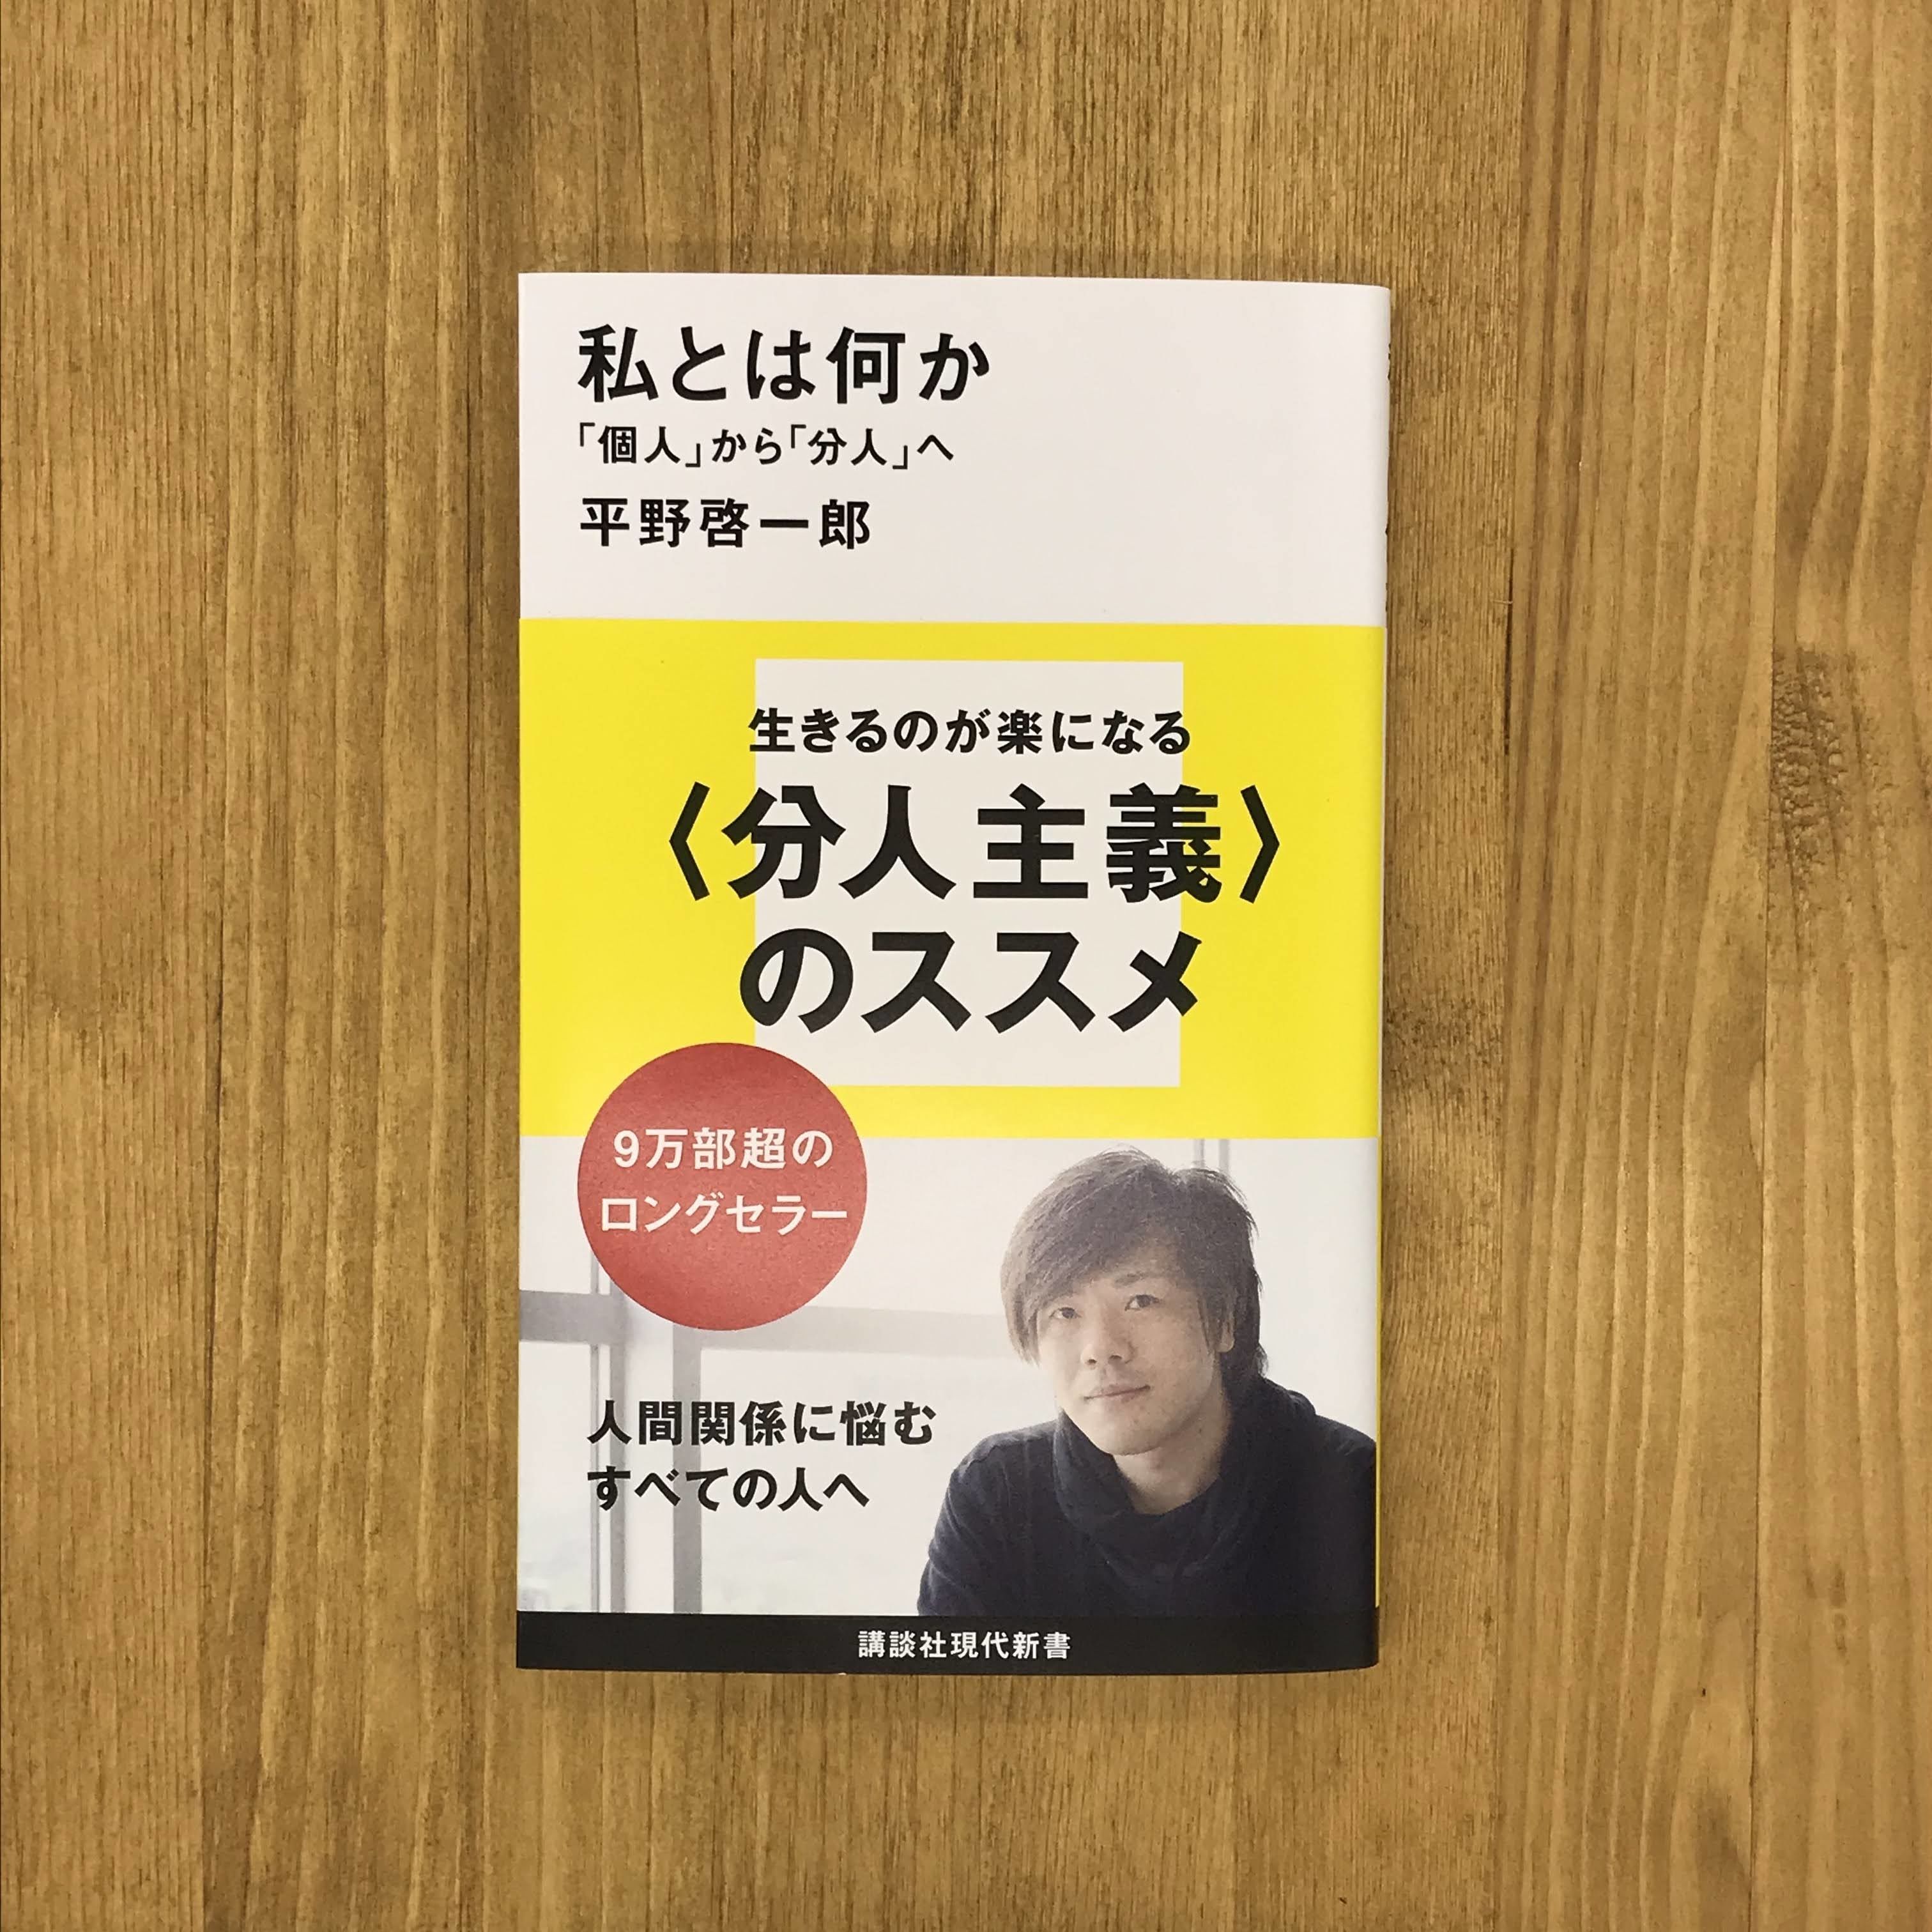 私とは何か
「個人」から「分人」へ
平野啓一郎
生きるのが楽になる
〈分人主義〉
のススメ
9万部超の
ロングセラー
人間関係に悩む
すべての人へ
講談社現代新書